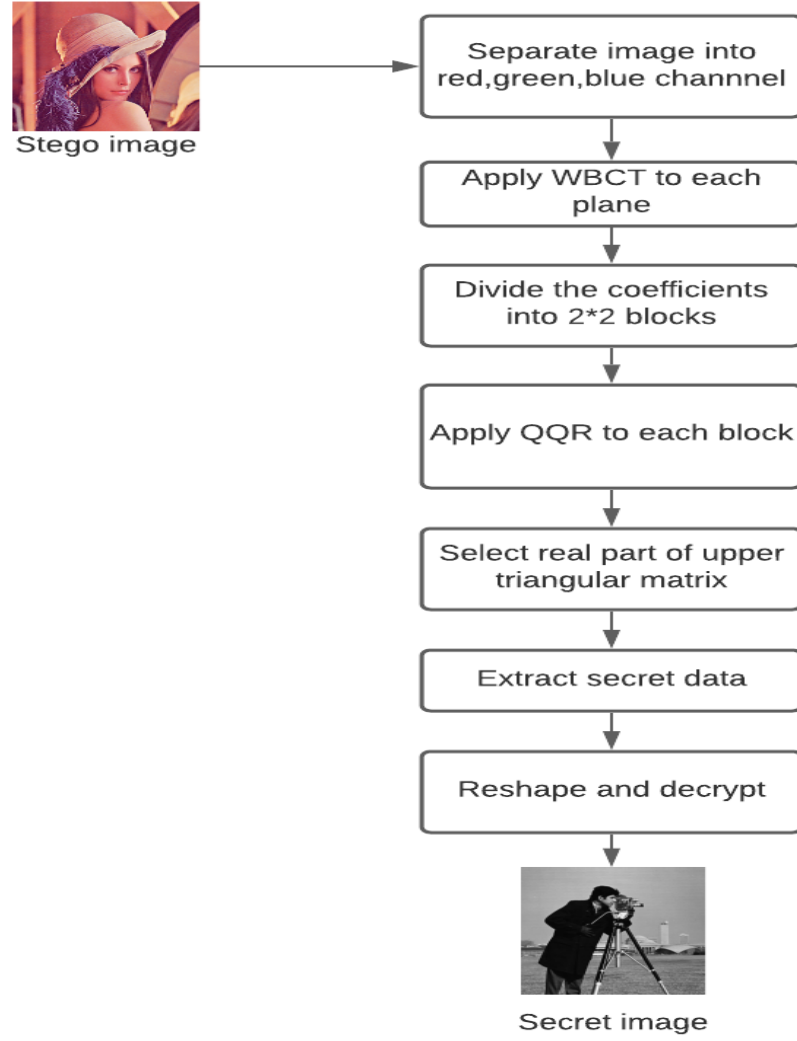 Stego image
Separate image into
red,green,blue channnel
Apply WBCT to each
plane
Divide the coefficients
into 2*2 blocks
Apply QQR to each block
Select real part of upper
triangular matrix
Extract secret data
Reshape and decrypt
Secret image